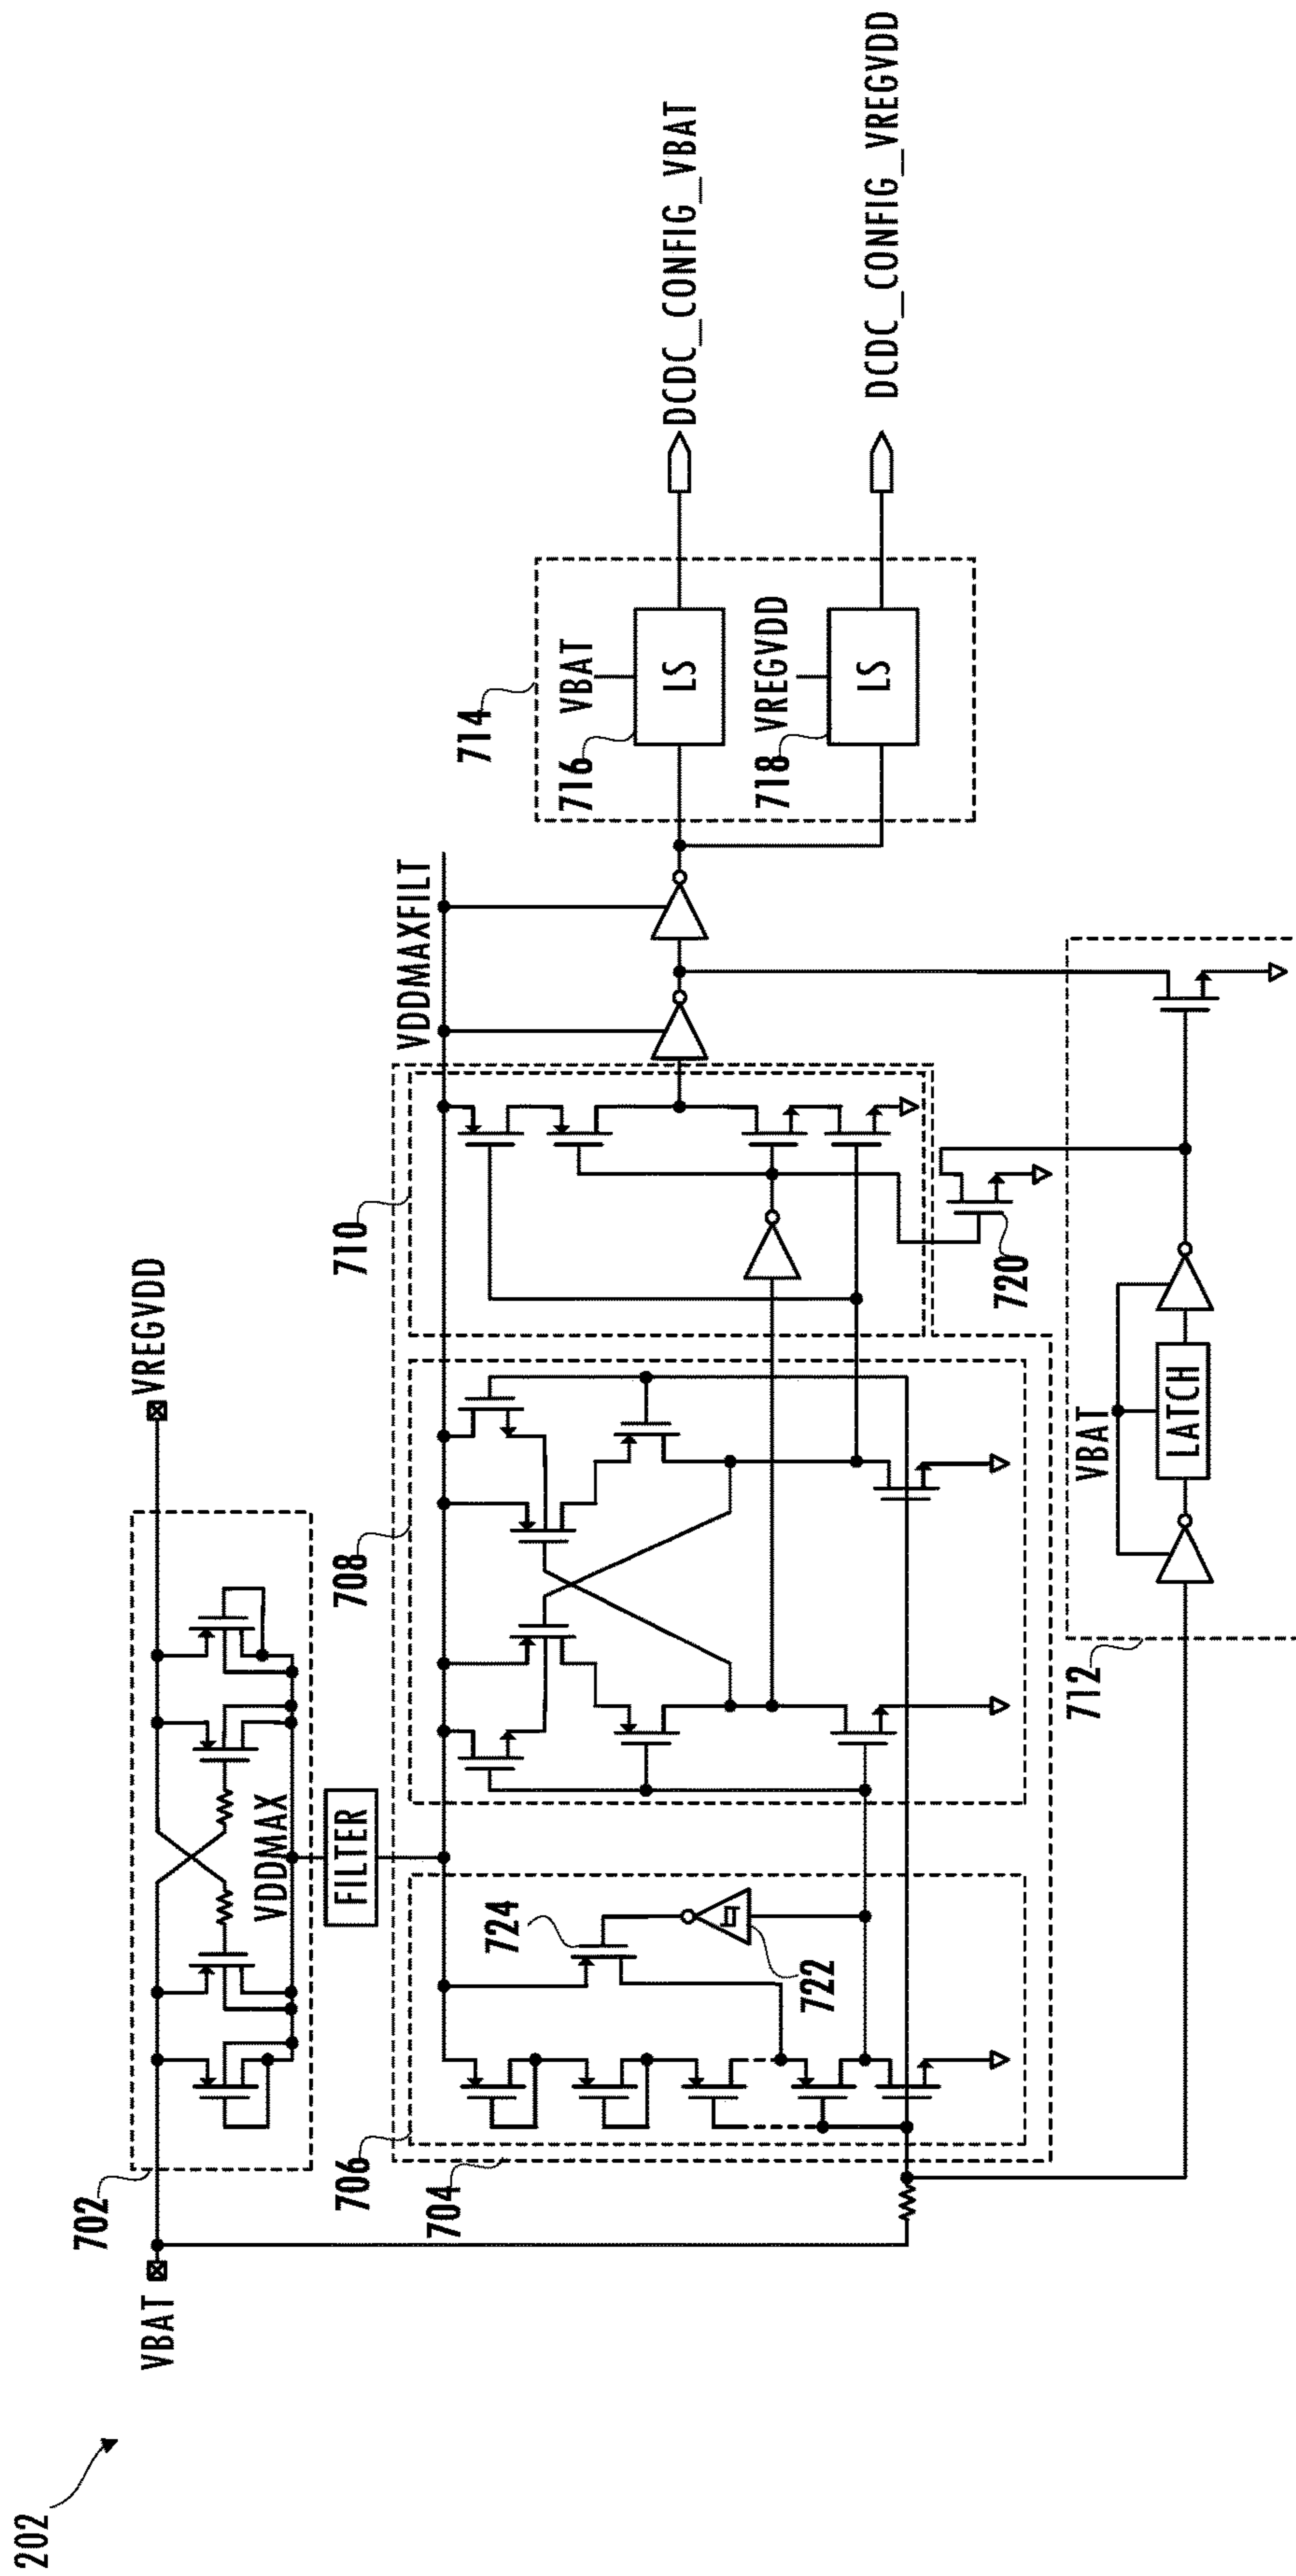 202
VBAT
702
VREGVDD
VDDMAX
FILTER
VDDMAXFILT
704
706
724
722
708
710
720
714
VBAT
716
LS
VREGVDD
718
LS
DCDC_CONFIG_VBAT
DCDC_CONFIG_VREGVDD
712
VBAT
LATCH